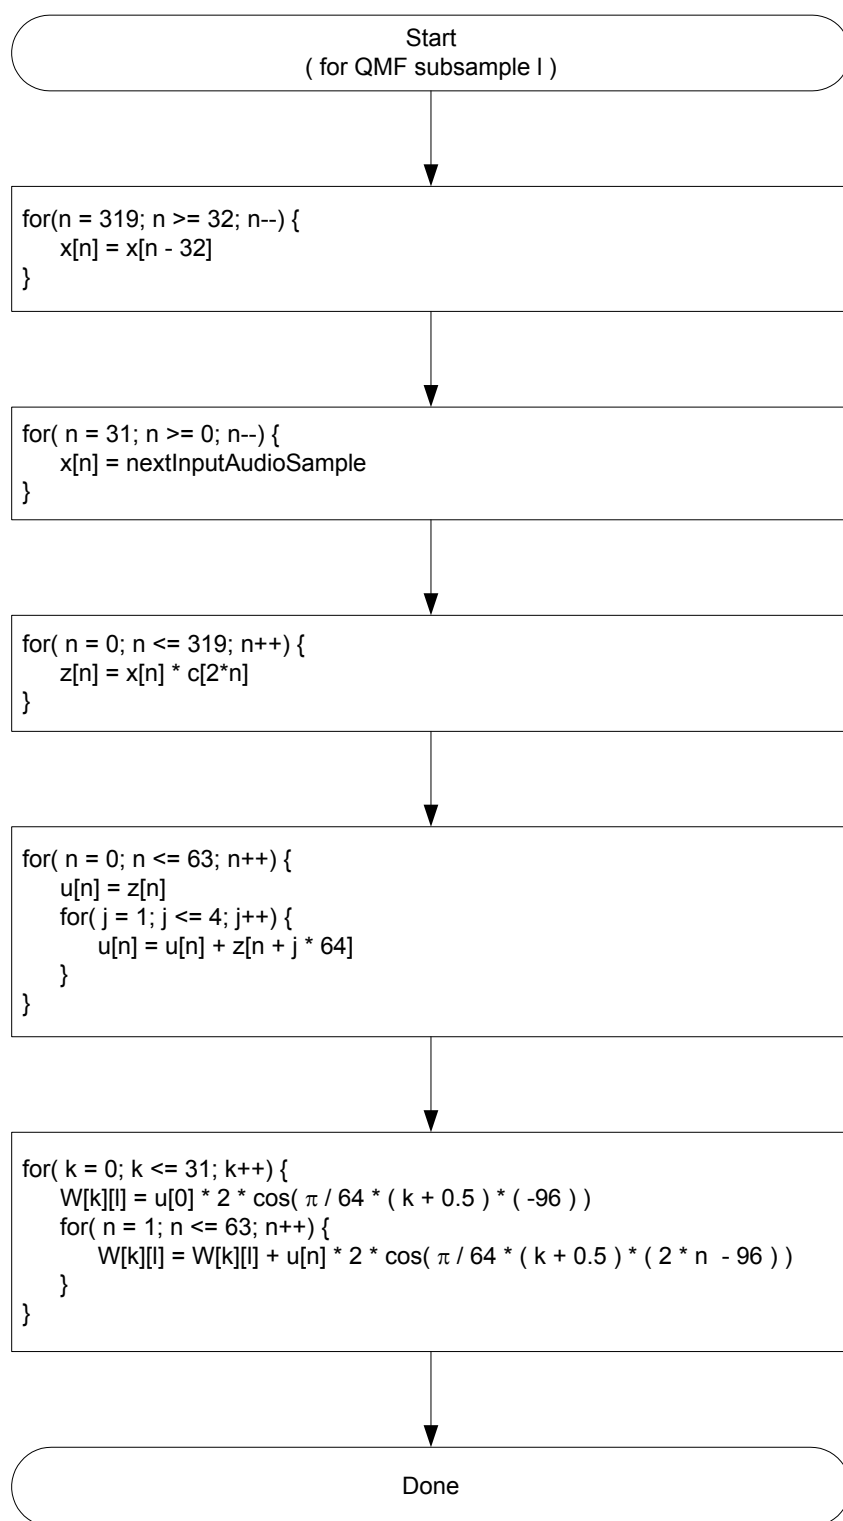 Start
( for QMF subsample l )
for(n = 319; n >= 32; n--) {
x[n] = x[n - 32]
}
for( n = 31; n >= 0; n--) {
x[n] = nextInputAudioSample
}
for( n = 0; n <= 319; n++) {
z[n] = x[n] * c[2*n]
}
for( n = 0; n <= 63; n++) {
u[n] = z[n]
for( j = 1; j <= 4; j++) {
u[n] = u[n] + z[n + j * 64]
}
}
for( k = 0; k <= 31; k++) {
W[k][l] = u[0] * 2 * cos( π / 64 * ( k + 0.5 ) * ( -96 ) )
for( n = 1; n <= 63; n++) {
W[k][l] = W[k][l] + u[n] * 2 * cos( π / 64 * ( k + 0.5 ) * ( 2 * n - 96 ) )
}
}
Done